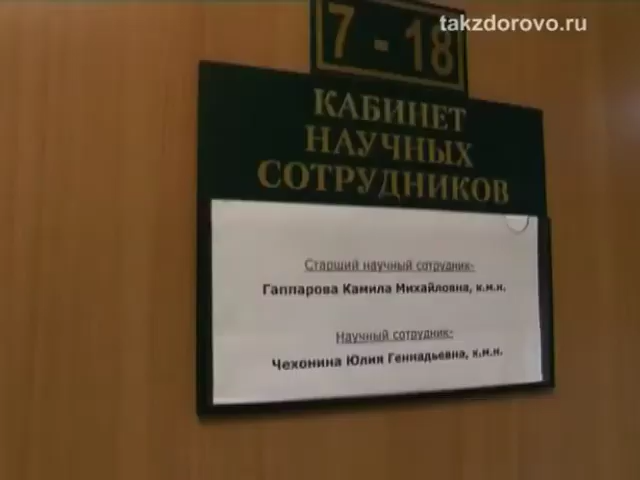 takzdorovo.ru
7 - 18
КАБИНЕТ
НАУЧНЫХ
СОТРУДНИКОВ
Старший научный сотрудник-
Гаппарова Камила Михайловна, к.м.н.
Научный сотрудник-
Чехонина Юлия Геннадьевна, к.м.н.